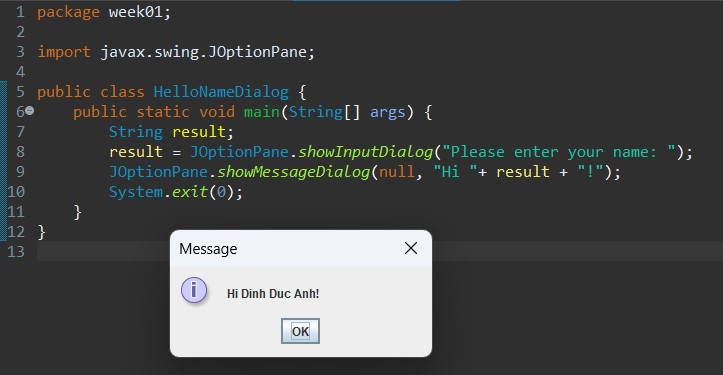 1 package week01;
2
3 import javax.swing.JOptionPane;
4
5 public class HelloNameDialog {
6     public static void main(String[] args) {
7         String result;
8         result = JOptionPane.showInputDialog("Please enter your name: ");
9         JOptionPane.showMessageDialog(null, "Hi "+ result + "!");
10         System.exit(0);
11     }
12 }
13
Message
Hi Dinh Duc Anh!
OK